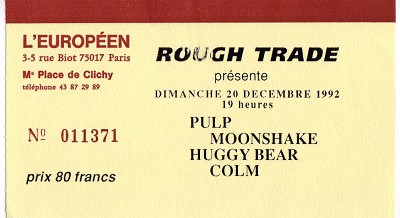 L'EUROPÉEN
3-5 rue Biot 75017 Paris
Mo Place de Clichy
téléphone 43 87 29 89
No 011371
prix 80 francs
ROUGH TRADE
présente
DIMANCHE 20 DECEMBRE 1992
19 heures
PULP
MOONSHAKE
HUGGY BEAR
COLM